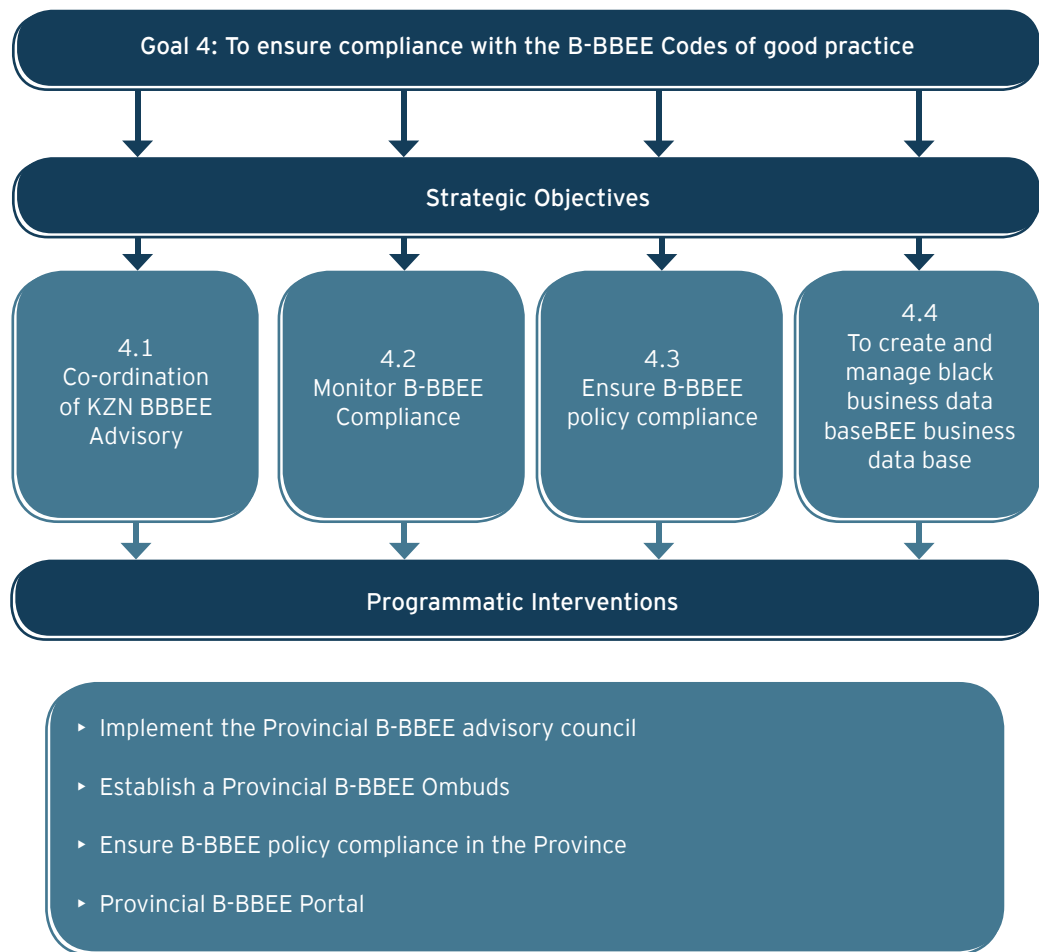 Goal 4: To ensure compliance with the B-BBEE Codes of good practice
Strategic Objectives
4.1
Co-ordination
of KZN BBBEE
Advisory
4.2
Monitor B-BBEE
Compliance
4.3
Ensure B-BBEE
policy compliance
4.4
To create and
manage black
business data
baseBEE business
data base
Programmatic Interventions
‣ Implement the Provincial B-BBEE advisory council
‣ Establish a Provincial B-BBEE Ombuds
‣ Ensure B-BBEE policy compliance in the Province
‣ Provincial B-BBEE Portal